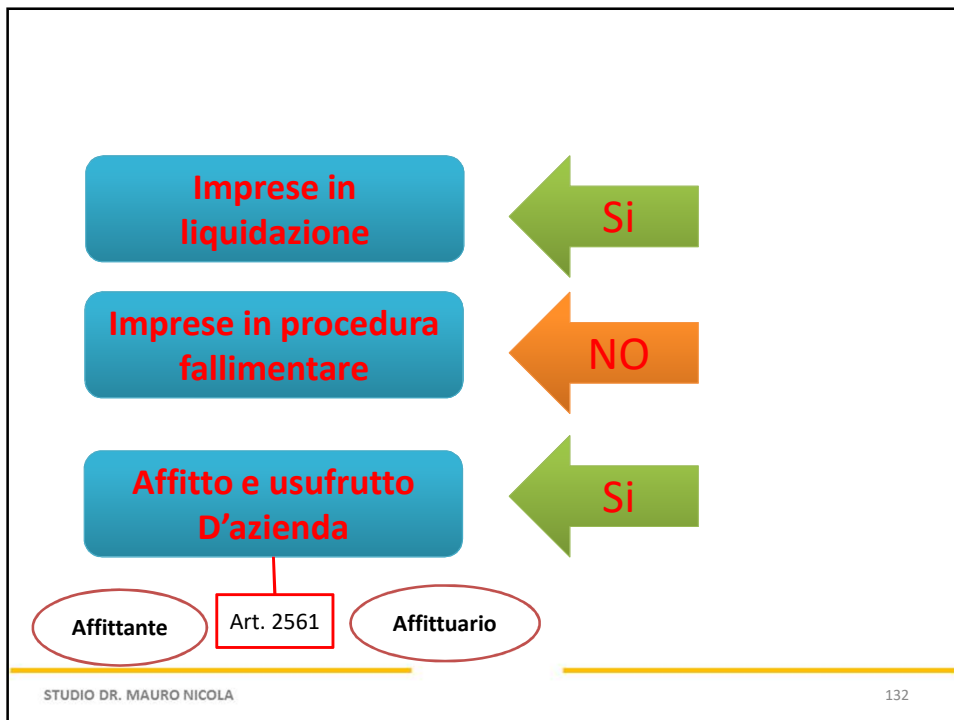 Imprese in
liquidazione
Si
Imprese in procedura
fallimentare
NO
Affitto e usufrutto
D’azienda
Si
Affittante
Art. 2561
Affittuario
STUDIO DR. MAURO NICOLA
132